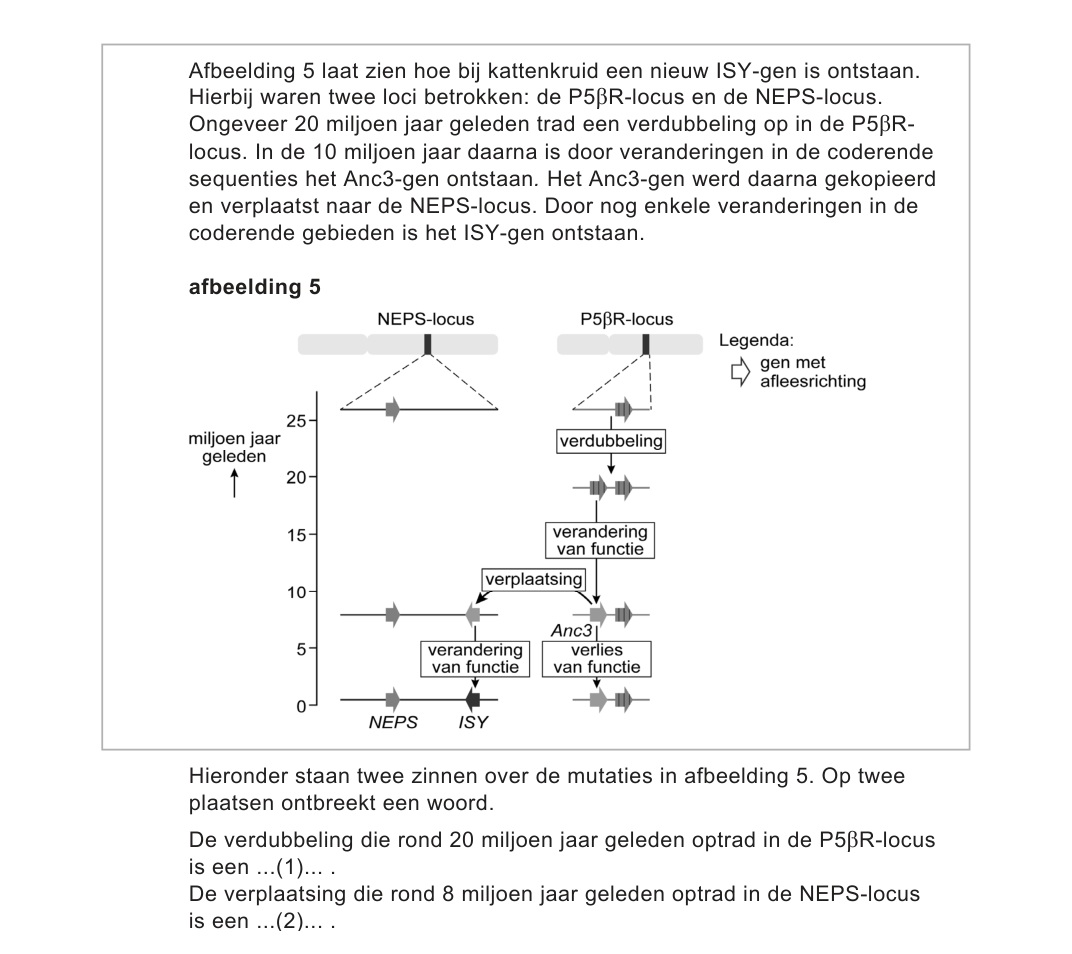 Afbeelding 5 laat zien hoe bij kattenkruid een nieuw ISY-gen is ontstaan.
Hierbij waren twee loci betrokken: de P5βR-locus en de NEPS-locus.
Ongeveer 20 miljoen jaar geleden trad een verdubbeling op in de P5βR-
locus. In de 10 miljoen jaar daarna is door veranderingen in de coderende
sequenties het Anc3-gen ontstaan. Het Anc3-gen werd daarna gekopieerd
en verplaatst naar de NEPS-locus. Door nog enkele veranderingen in de
coderende gebieden is het ISY-gen ontstaan.
afbeelding 5
NEPS-locus
P5βR-locus
Legenda:
gen met
afleesrichting
miljoen jaar
geleden
25
20
15
10
5
0
verdubbeling
verandering
van functie
verplaatsing
Anc3
verandering
van functie
verlies
van functie
NEPS
ISY
Hieronder staan twee zinnen over de mutaties in afbeelding 5. Op twee
plaatsen ontbreekt een woord.
De verdubbeling die rond 20 miljoen jaar geleden optrad in de P5βR-locus
is een ...(1)... .
De verplaatsing die rond 8 miljoen jaar geleden optrad in de NEPS-locus
is een ...(2)... .